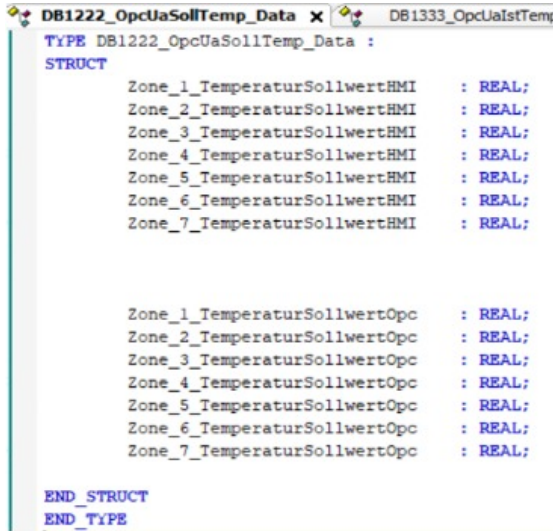 DB1222_OpcUaSollTemp_Data x DB1333_OpcUaIstTemp
TYPE DB1222_OpcUaSollTemp_Data :
STRUCT
Zone_1_TemperaturSollwertHMI : REAL;
Zone_2_TemperaturSollwertHMI : REAL;
Zone_3_TemperaturSollwertHMI : REAL;
Zone_4_TemperaturSollwertHMI : REAL;
Zone_5_TemperaturSollwertHMI : REAL;
Zone_6_TemperaturSollwertHMI : REAL;
Zone_7_TemperaturSollwertHMI : REAL;
Zone_1_TemperaturSollwertOpc : REAL;
Zone_2_TemperaturSollwertOpc : REAL;
Zone_3_TemperaturSollwertOpc : REAL;
Zone_4_TemperaturSollwertOpc : REAL;
Zone_5_TemperaturSollwertOpc : REAL;
Zone_6_TemperaturSollwertOpc : REAL;
Zone_7_TemperaturSollwertOpc : REAL;
END_STRUCT
END_TYPE